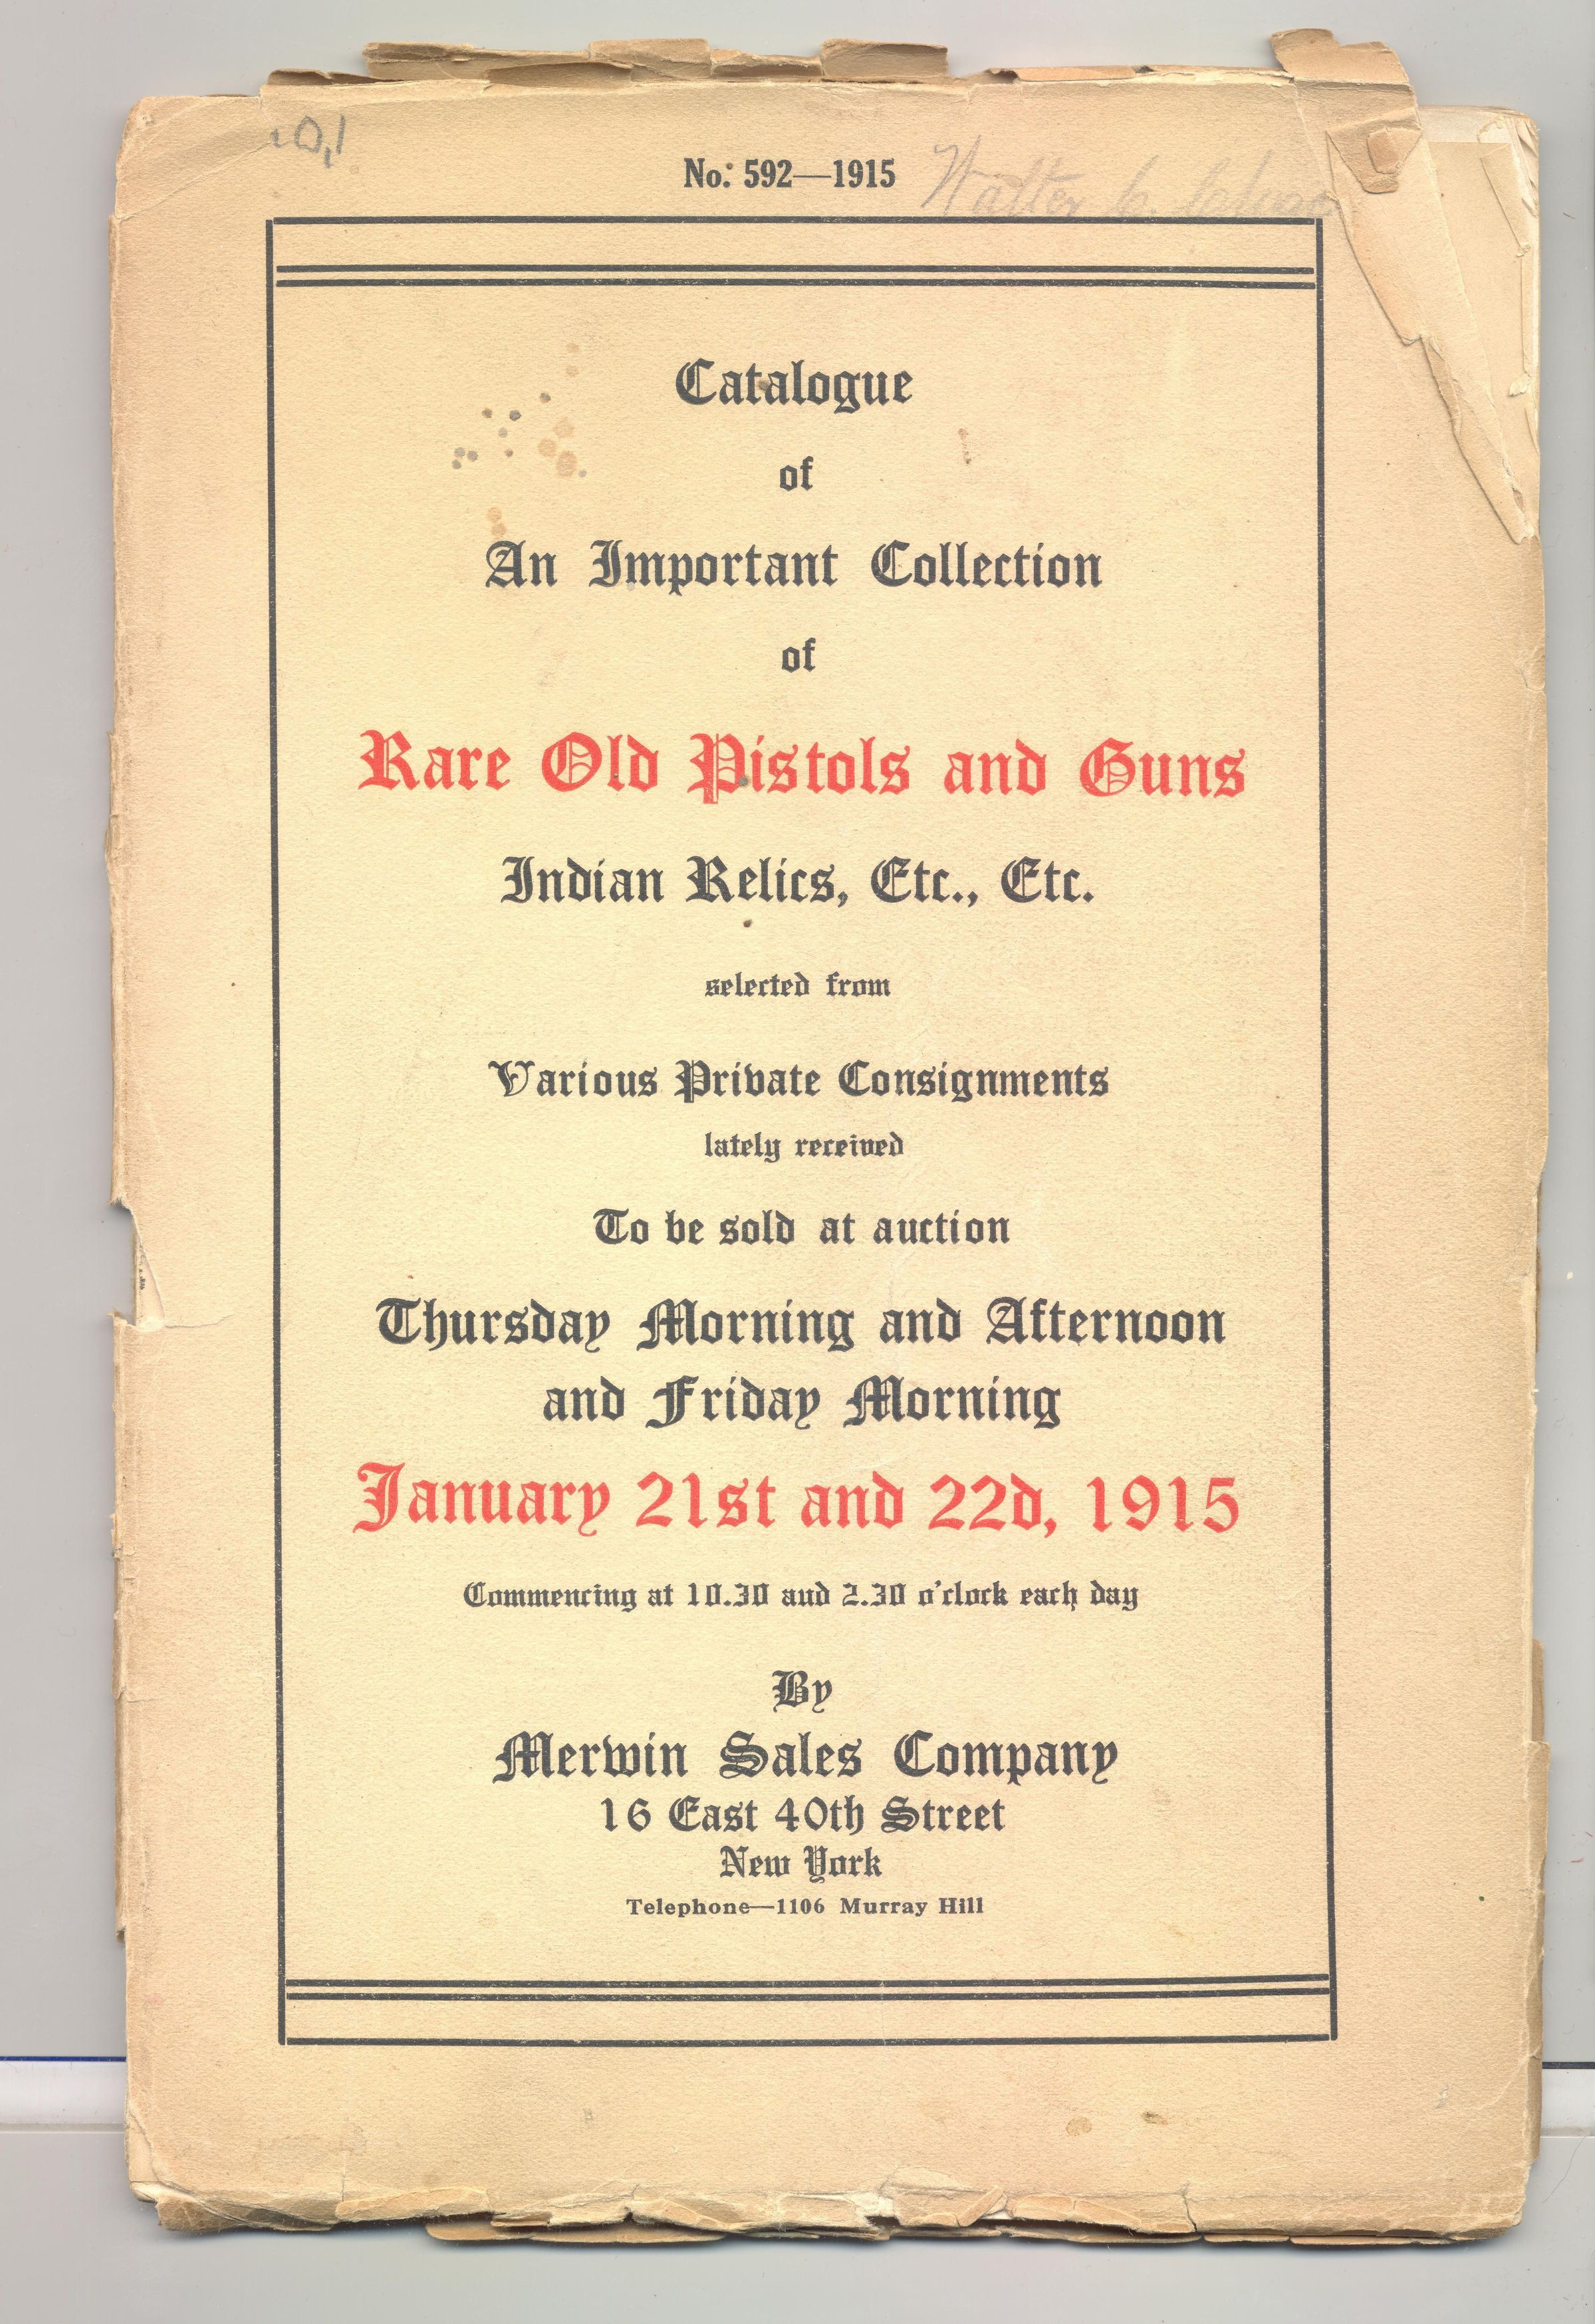 No. 592—1915
Walter C.
Catalogue
of
An Important Collection
of
Rare Old Pistols and Guns
Indian Relics, Etc., Etc.
selected from
Various Private Consignments
lately received
To be sold at auction
Thursday Morning and Afternoon
and Friday Morning
January 21st and 22d, 1915
Commencing at 10.30 and 2.30 o'clock each day
By
Merwin Sales Company
16 East 40th Street
New York
Telephone—1106 Murray Hill